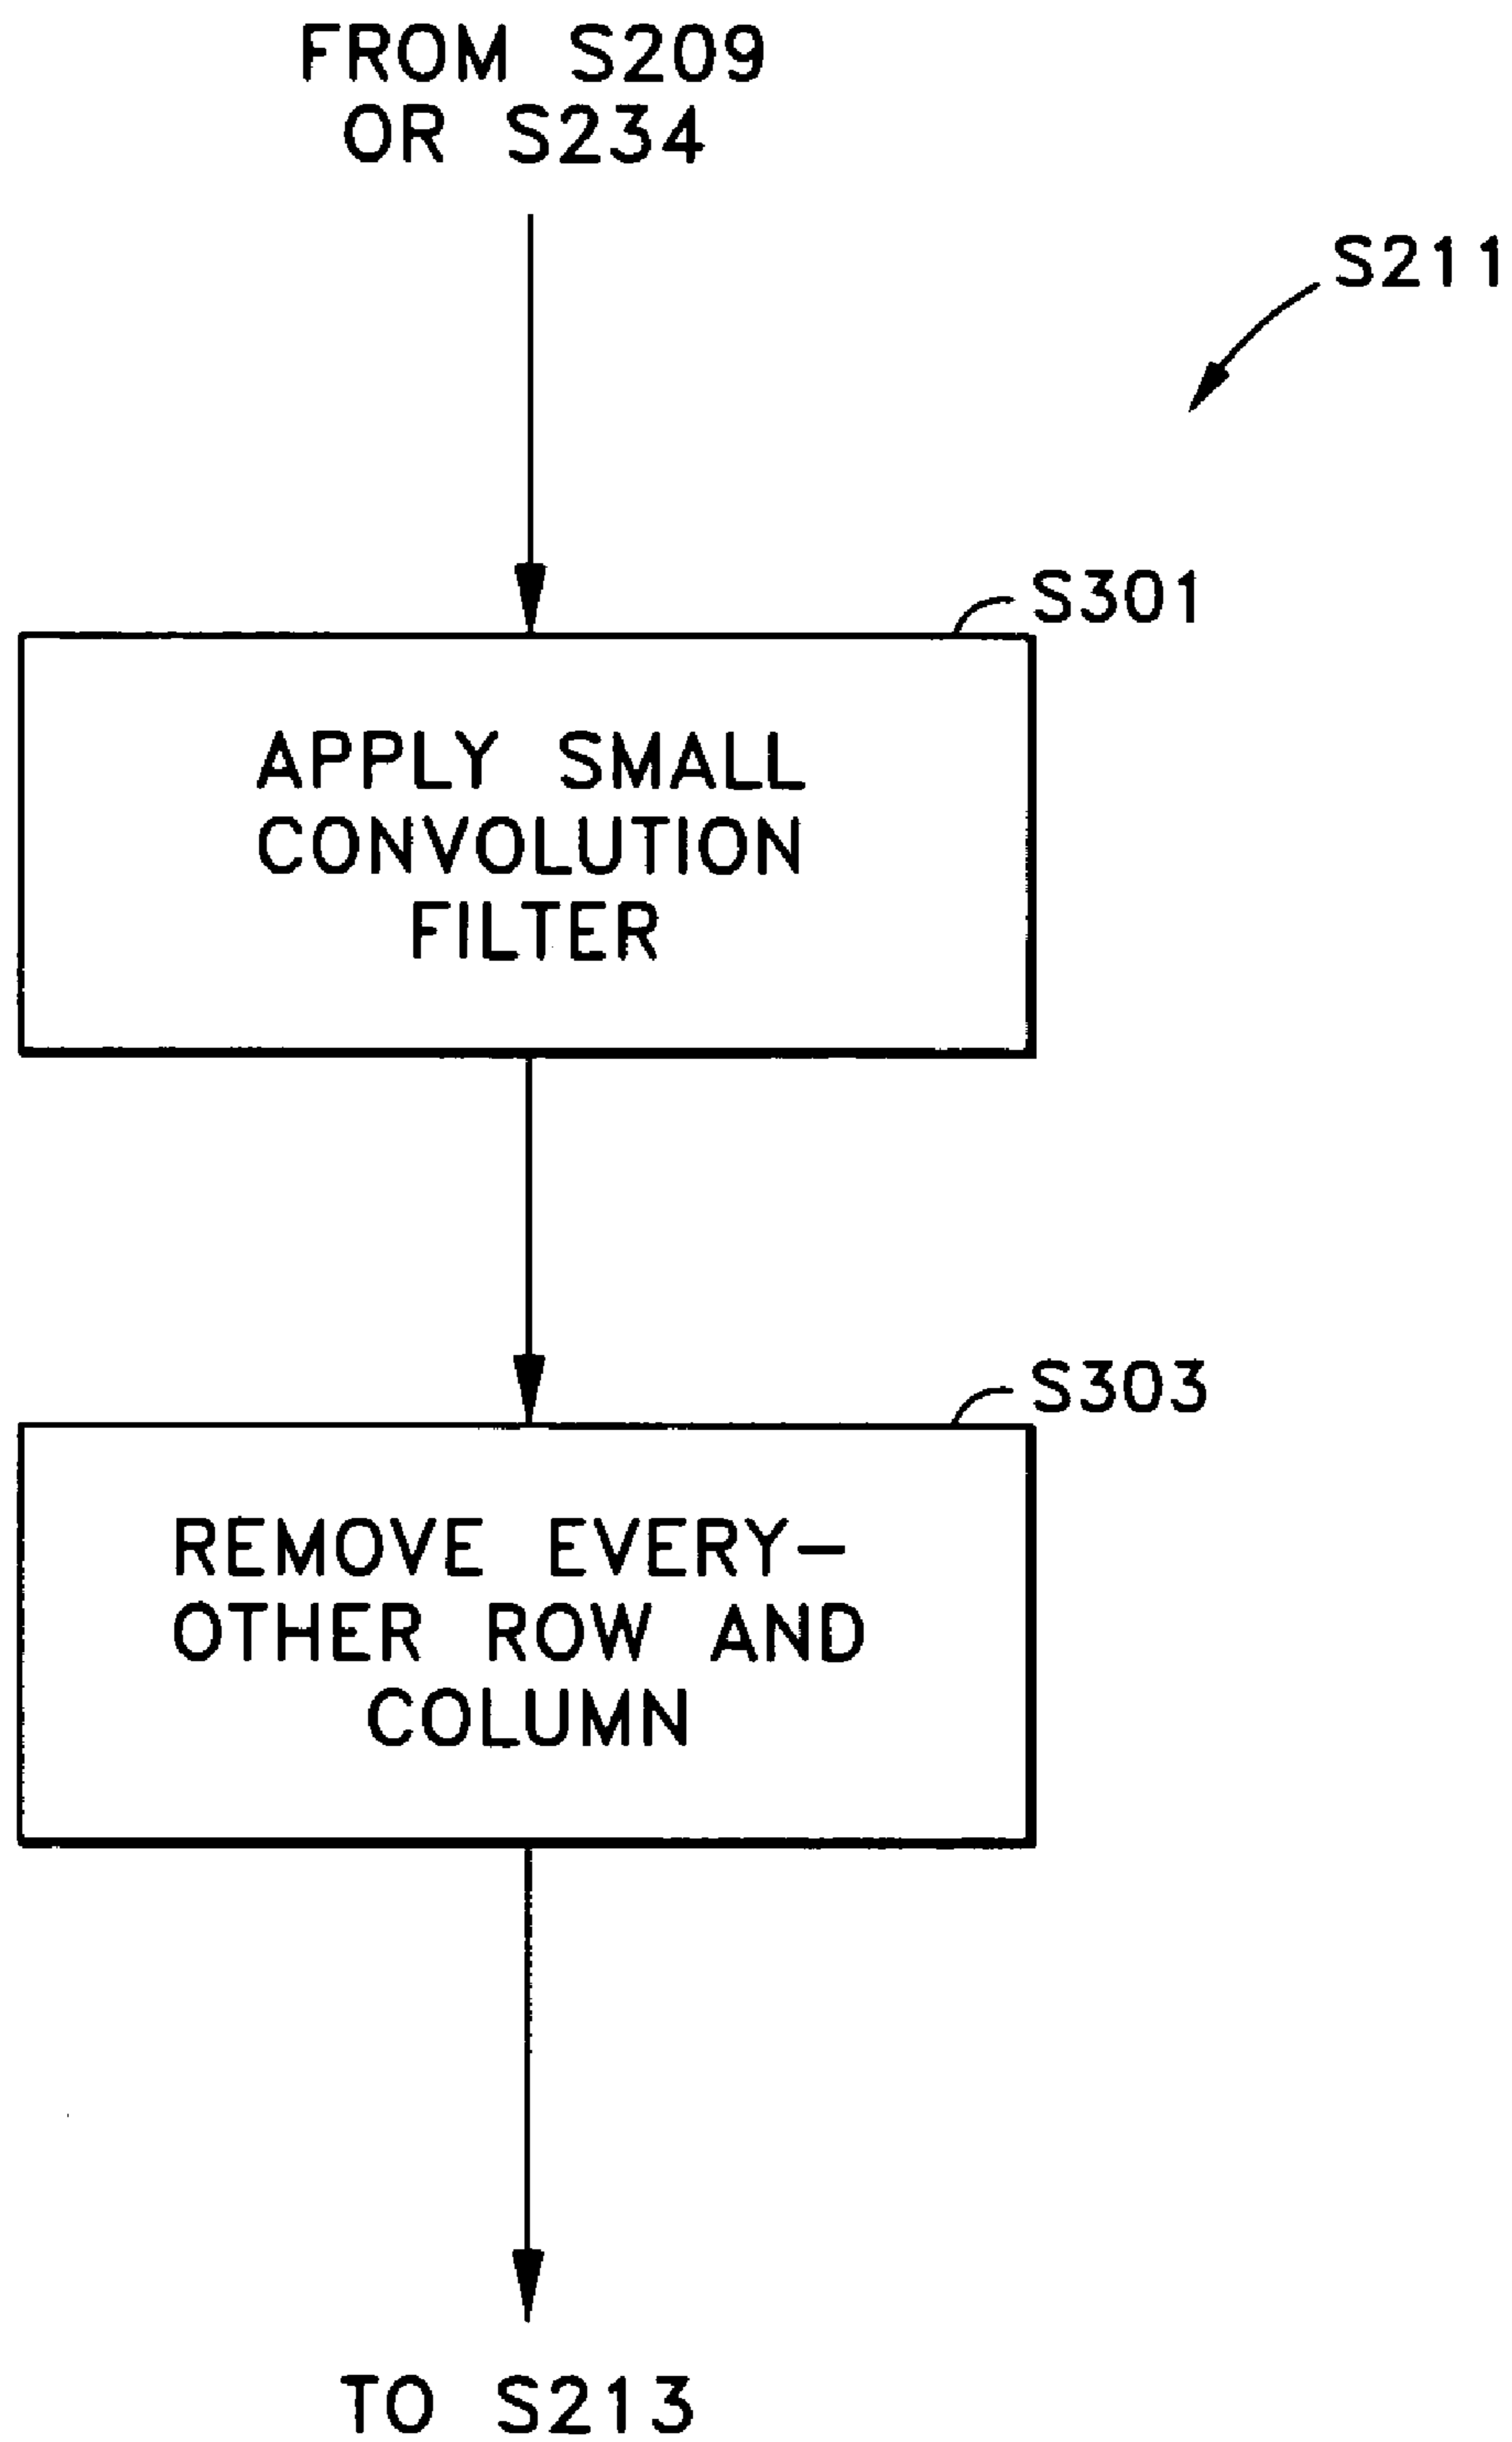 FROM S209
OR S234
S211
S301
APPLY SMALL
CONVOLUTION
FILTER
S303
REMOVE EVERY-
OTHER ROW AND
COLUMN
TO S213